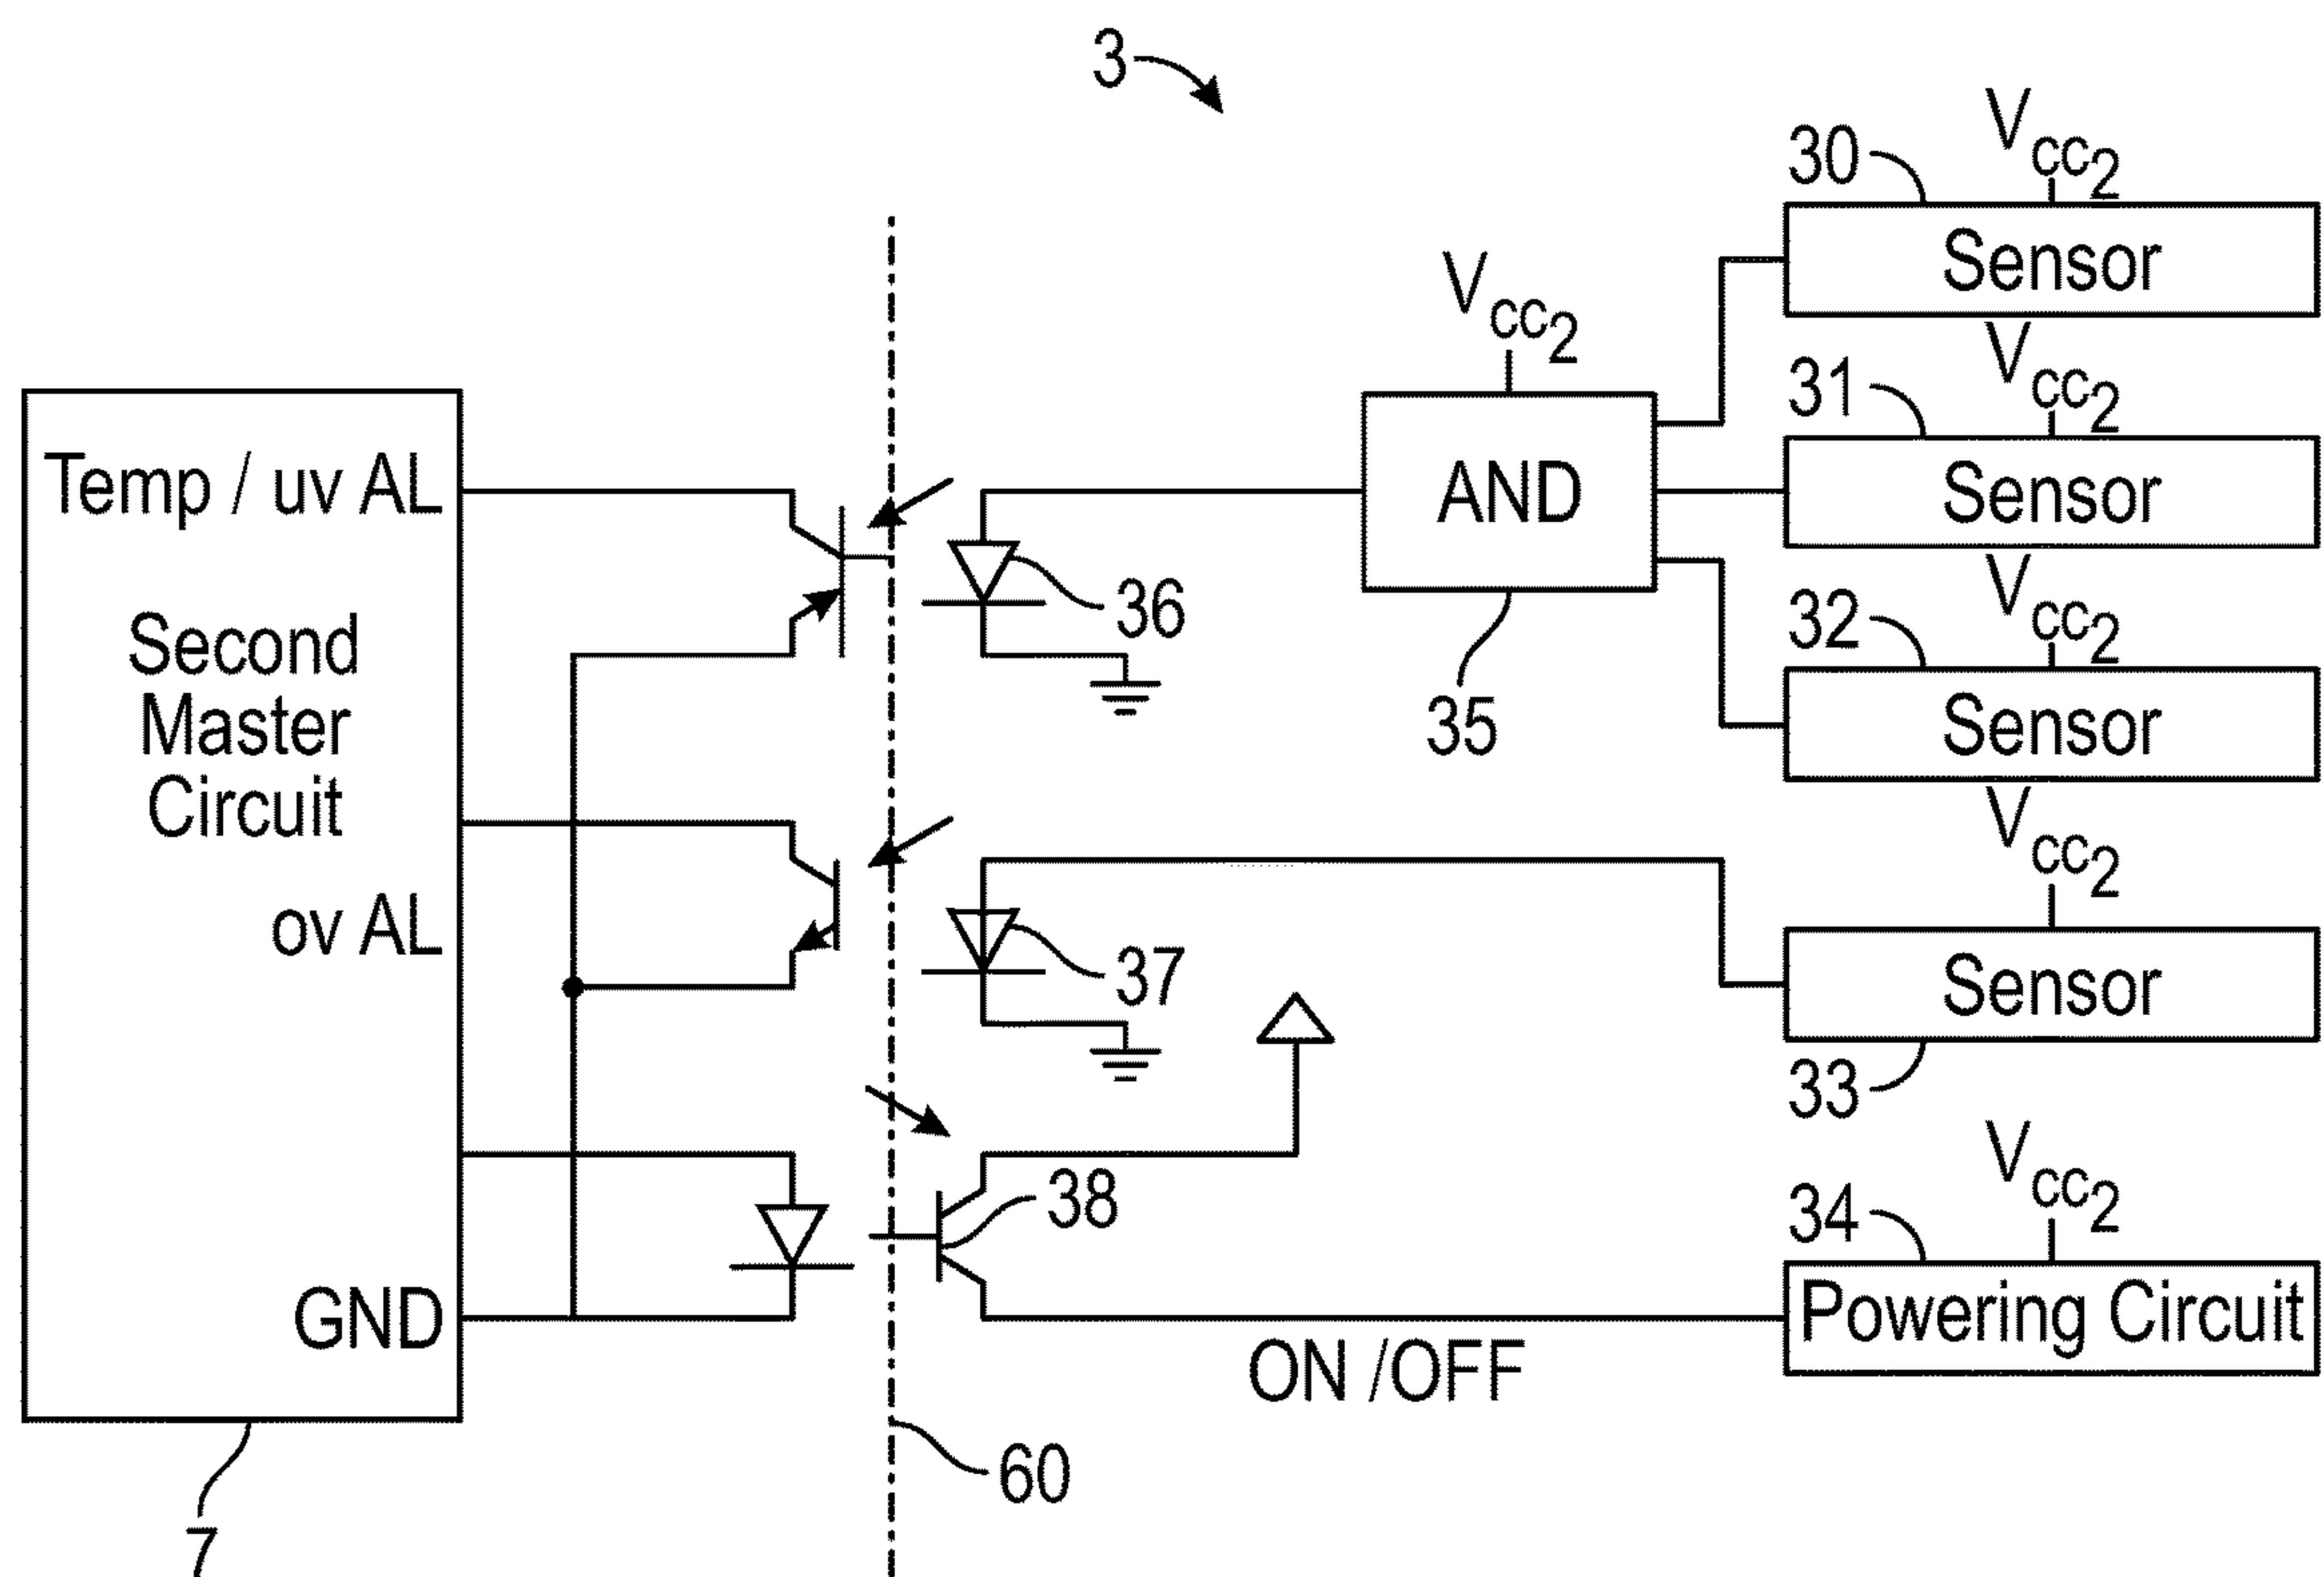 3
30
Vcc2
Sensor
Vcc2
31
Vcc2
Sensor
Temp / uv AL
AND
36
35
32
Vcc2
Sensor
Second
Master
Circuit
ov AL
37
Vcc2
Sensor
33
38
34
Vcc2
Powering Circuit
GND
ON /OFF
60
7